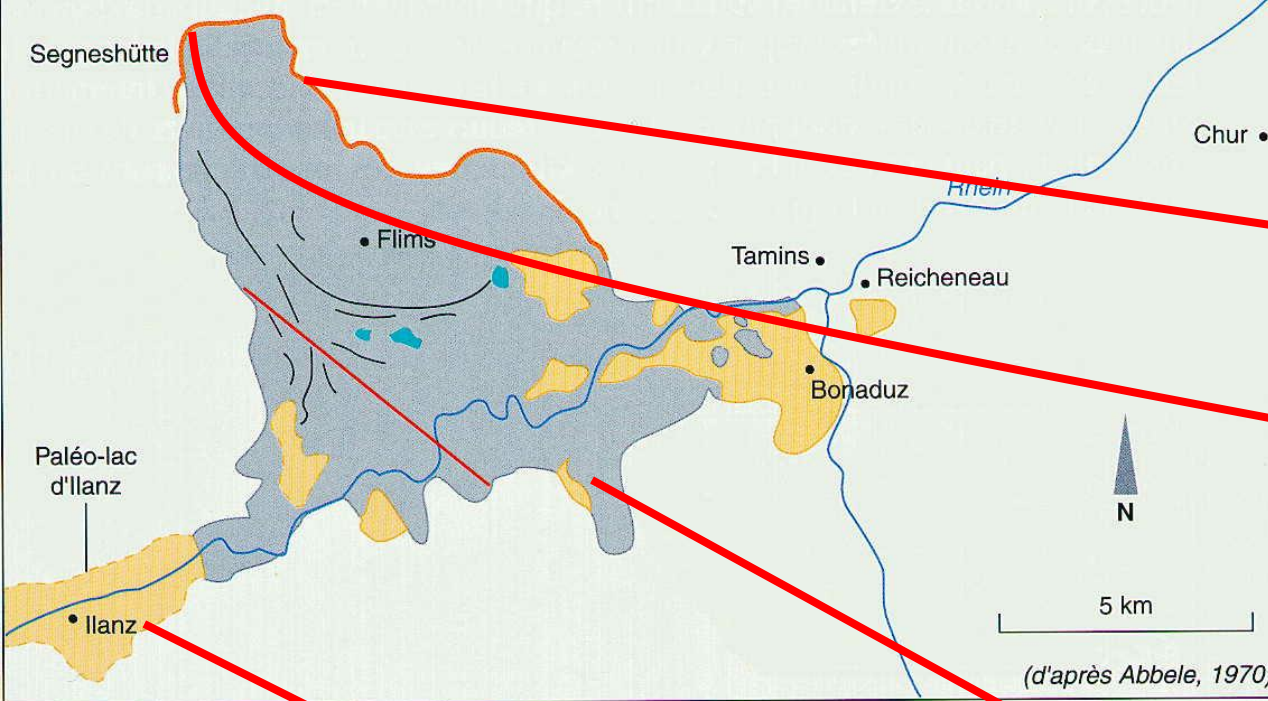 Segneshütte
Chur
Rhein
Flims
Tamins
Reicheneau
Bonaduz
Paléo-lac
d'Ilanz
N
5 km
Ilanz
(d'après Abbele, 1970)